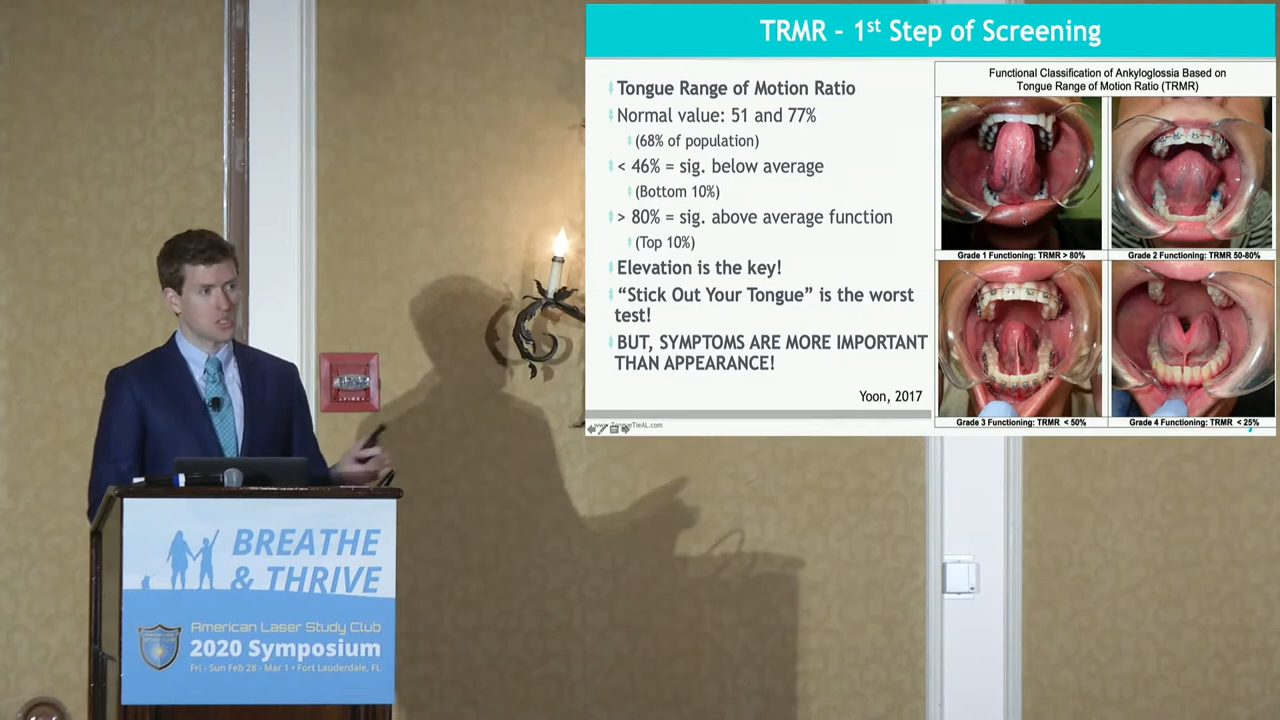 TRMR – 1st Step of Screening
Tongue Range of Motion Ratio
Normal value: 51 and 77%
(68% of population)
< 46% = sig. below average
(Bottom 10%)
> 80% = sig. above average function
(Top 10%)
Elevation is the key!
“Stick Out Your Tongue” is the worst
test!
BUT, SYMPTOMS ARE MORE IMPORTANT
THAN APPEARANCE!
Yoon, 2017
Functional Classification of Ankyloglossia Based on
Tongue Range of Motion Ratio (TRMR)
Grade 1 Functioning: TRMR > 80%
Grade 2 Functioning: TRMR 50-80%
Grade 3 Functioning: TRMR < 50%
Grade 4 Functioning: TRMR < 25%
FIRE
BREATHE
& THRIVE
American Laser Study Club
2020 Symposium
Fri - Sun Feb 28 - Mar 1 • Fort Lauderdale, FL